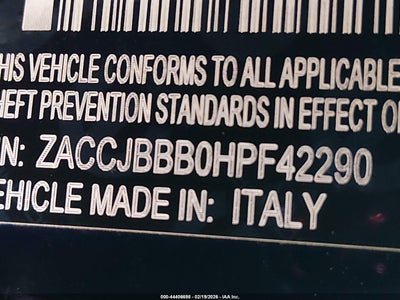 HIS VEHICLE CONFORMS TO ALL APPLICABLE
HEFT PREVENTION STANDARDS IN EFFECT O
N: ZACCJBBB0HPF42290
EHICLE MADE IN: ITALY
000-44408699 - 02/19/2026 - IAA Inc.